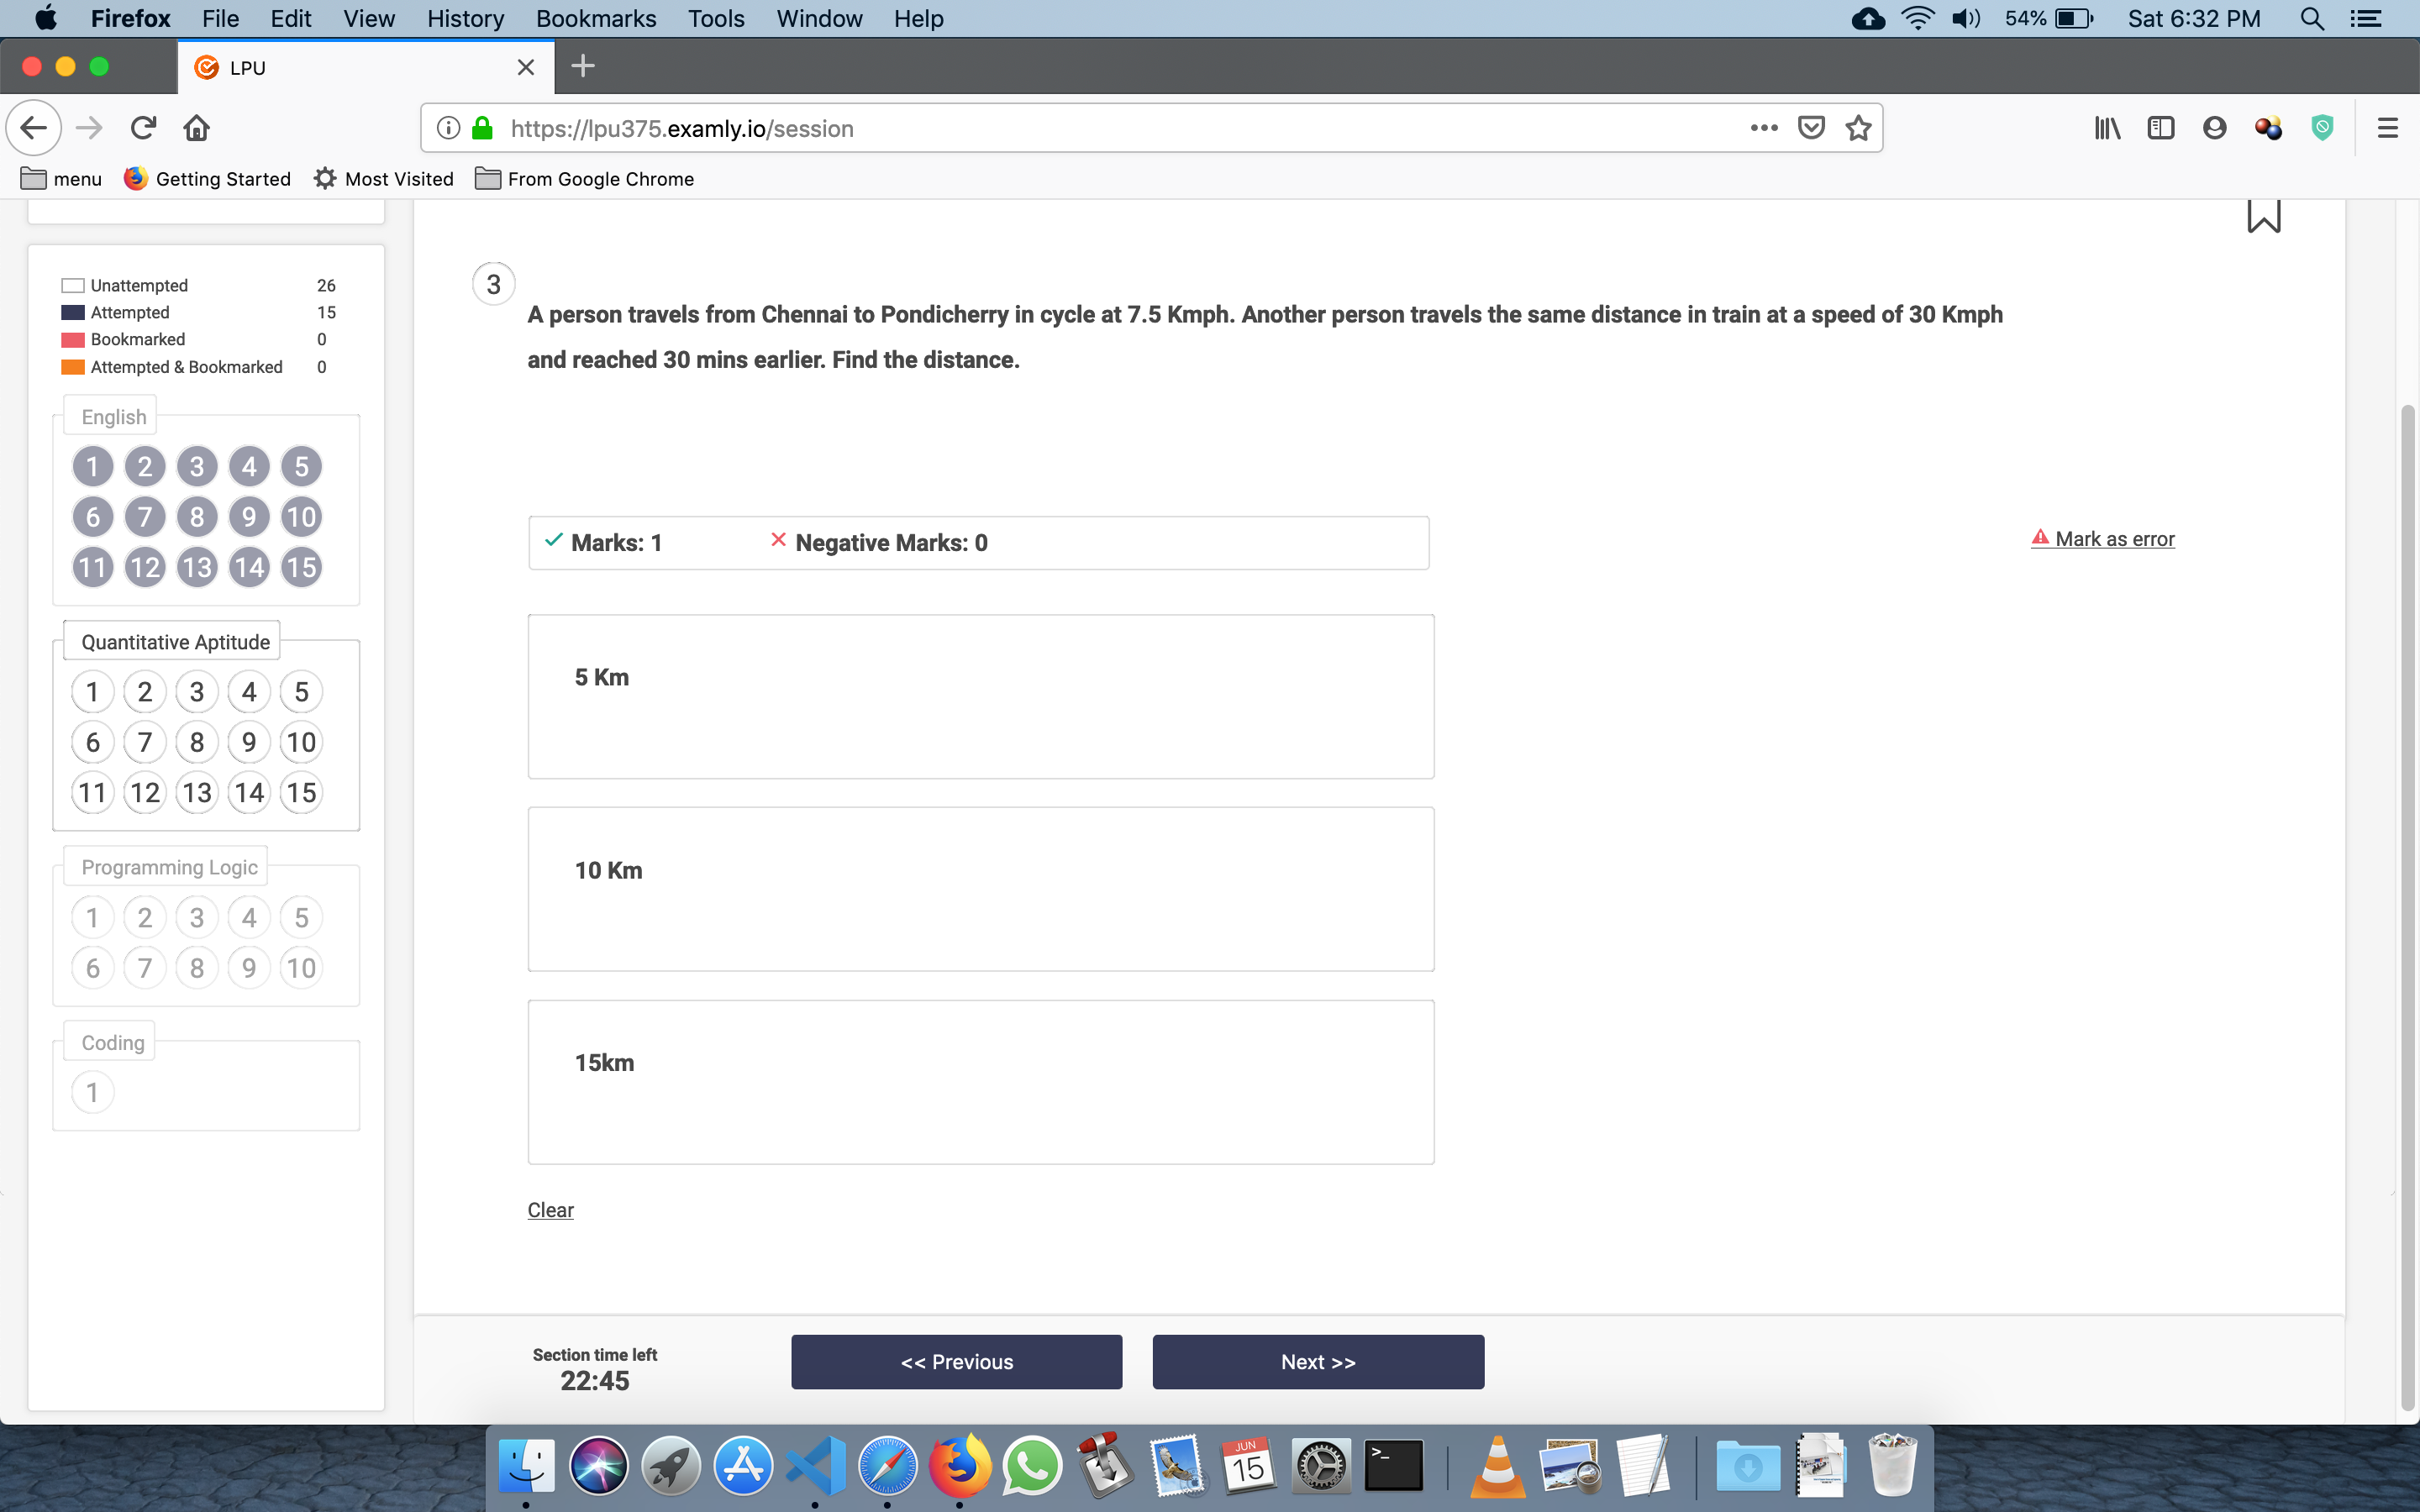 Firefox File Edit View History Bookmarks Tools Window Help 54% Sat 6:32 PM
LPU
https://lpu375.examly.io/session
menu Getting Started Most Visited From Google Chrome
Unattempted 26
Attempted 15
Bookmarked 0
Attempted & Bookmarked 0
English
1 2 3 4 5
6 7 8 9 10
11 12 13 14 15
Quantitative Aptitude
1 2 3 4 5
6 7 8 9 10
11 12 13 14 15
Programming Logic
1 2 3 4 5
6 7 8 9 10
Coding
1
3
A person travels from Chennai to Pondicherry in cycle at 7.5 Kmph. Another person travels the same distance in train at a speed of 30 Kmph
and reached 30 mins earlier. Find the distance.
Marks: 1 Negative Marks: 0
Mark as error
5 Km
10 Km
15km
Clear
Section time left
22:45
<< Previous
Next >>
JUN
15
>_